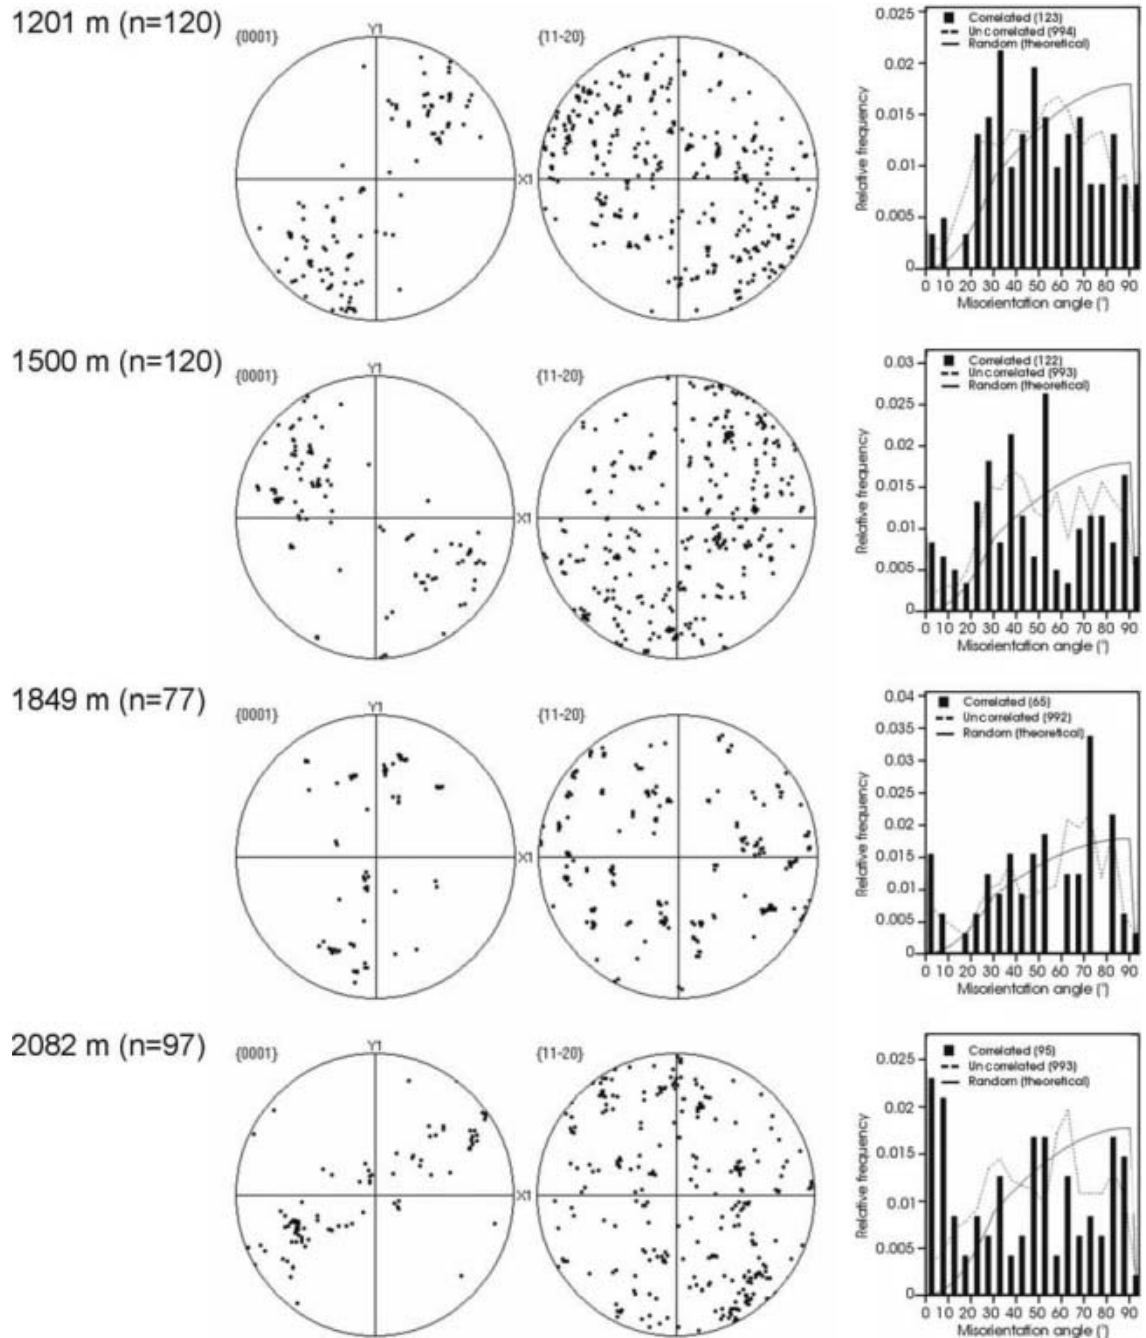 1201 m (n=120)
{0001}
Y1
X1
{11-20}
Correlated (123)
Uncorrelated (994)
Random (theoretical)
Relative frequency
0.025
0.02
0.015
0.01
0.005
0
0 10 20 30 40 50 60 70 80 90
Misorientation angle (°)
1500 m (n=120)
{0001}
Y1
X1
{11-20}
Correlated (122)
Uncorrelated (993)
Random (theoretical)
Relative frequency
0.03
0.025
0.02
0.015
0.01
0.005
0
0 10 20 30 40 50 60 70 80 90
Misorientation angle (°)
1849 m (n=77)
{0001}
Y1
X1
{11-20}
Correlated (65)
Uncorrelated (992)
Random (theoretical)
Relative frequency
0.04
0.035
0.03
0.025
0.02
0.015
0.01
0.005
0
0 10 20 30 40 50 60 70 80 90
Misorientation angle (°)
2082 m (n=97)
{0001}
Y1
X1
{11-20}
Correlated (95)
Uncorrelated (993)
Random (theoretical)
Relative frequency
0.025
0.02
0.015
0.01
0.005
0
0 10 20 30 40 50 60 70 80 90
Misorientation angle (°)